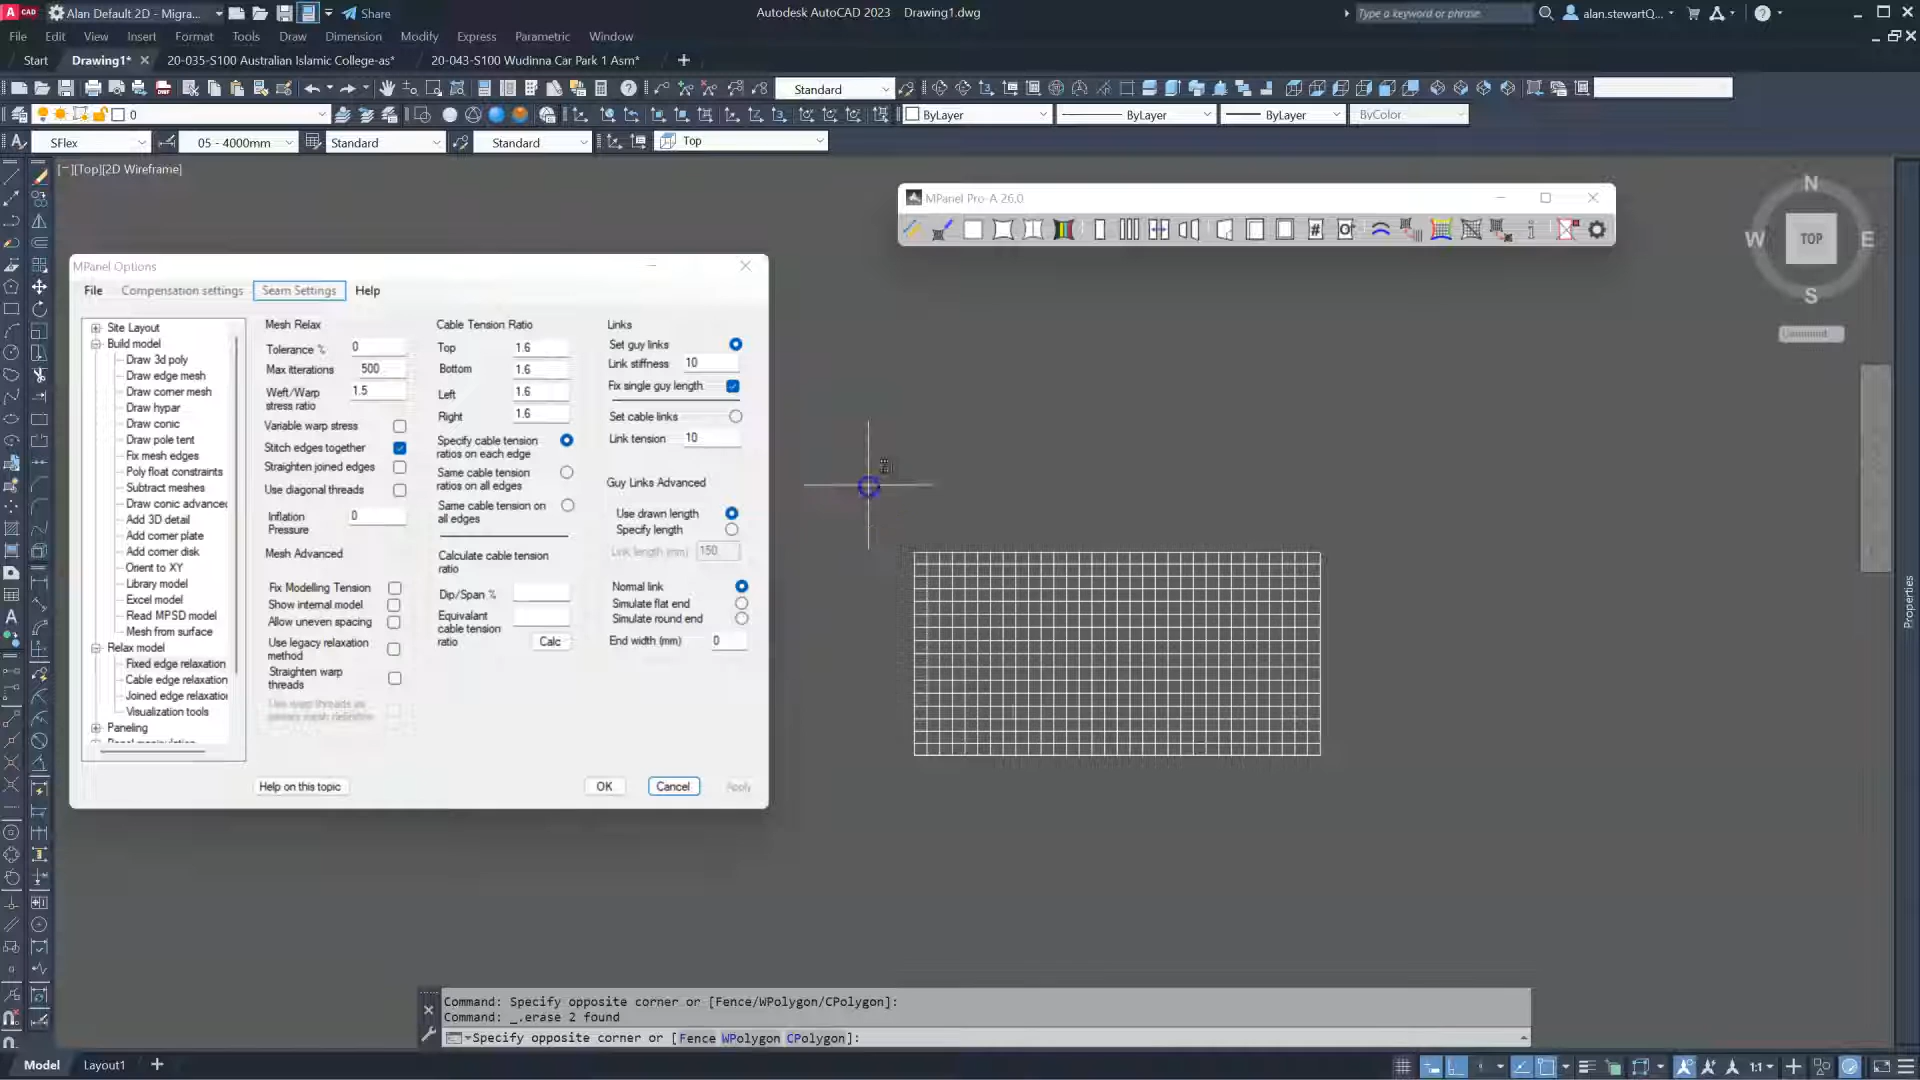 CAD
Alan Default 2D - Migra...
Share
Autodesk AutoCAD 2023 Drawing1.dwg
Type a keyword or phrase
alan.stewartQ...
File Edit View Insert Format Tools Draw Dimension Modify Express Parametric Window
Start Drawing1* 20-035-S100 Australian Islamic College-as* 20-043-S100 Wudinna Car Park 1 Asm*
Standard
0
ByLayer ByLayer ByLayer ByColor
SFlex 05 - 4000mm Standard Standard Top
[−][Top][2D Wireframe]
MPanel Pro-A 26.0
N
W TOP E
S
MPanel Options
File Compensation settings Seam Settings Help
Site Layout
Build model
Draw 3d poly
Draw edge mesh
Draw corner mesh
Draw hypar
Draw conic
Draw pole tent
Fix mesh edges
Poly float constraints
Subtract meshes
Draw conic advance
Add 3D detail
Add corner plate
Add corner disk
Orient to XY
Library model
Excel model
Read MPSD model
Mesh from surface
Relax model
Fixed edge relaxation
Cable edge relaxation
Joined edge relaxatio
Visualization tools
Paneling
Mesh Relax
Tolerance % 0
Max itterations 500
Weft/Warp
stress ratio
1.5
Variable warp stress
Stitch edges together
Straighten joined edges
Use diagonal threads
Inflation
Pressure
0
Mesh Advanced
Fix Modelling Tension
Show internal model
Allow uneven spacing
Use legacy relaxation
method
Straighten warp
threads
Cable Tension Ratio
Top 1.6
Bottom 1.6
Left 1.6
Right 1.6
Specify cable tension
ratios on each edge
Same cable tension
ratios on all edges
Same cable tension on
all edges
Calculate cable tension
ratio
Dip/Span %
Equivalant
cable tension
ratio
Calc
Links
Set guy links
Link stiffness 10
Fix single guy length
Set cable links
Link tension 10
Guy Links Advanced
Use drawn length
Specify length
Link length (mm) 150
Normal link
Simulate flat end
Simulate round end
End width (mm) 0
Help on this topic OK Cancel Apply
Properties
Command: Specify opposite corner or [Fence/WPolygon/CPolygon]:
Command: _.erase 2 found
Specify opposite corner or [Fence WPolygon CPolygon]:
Model Layout1
1:1